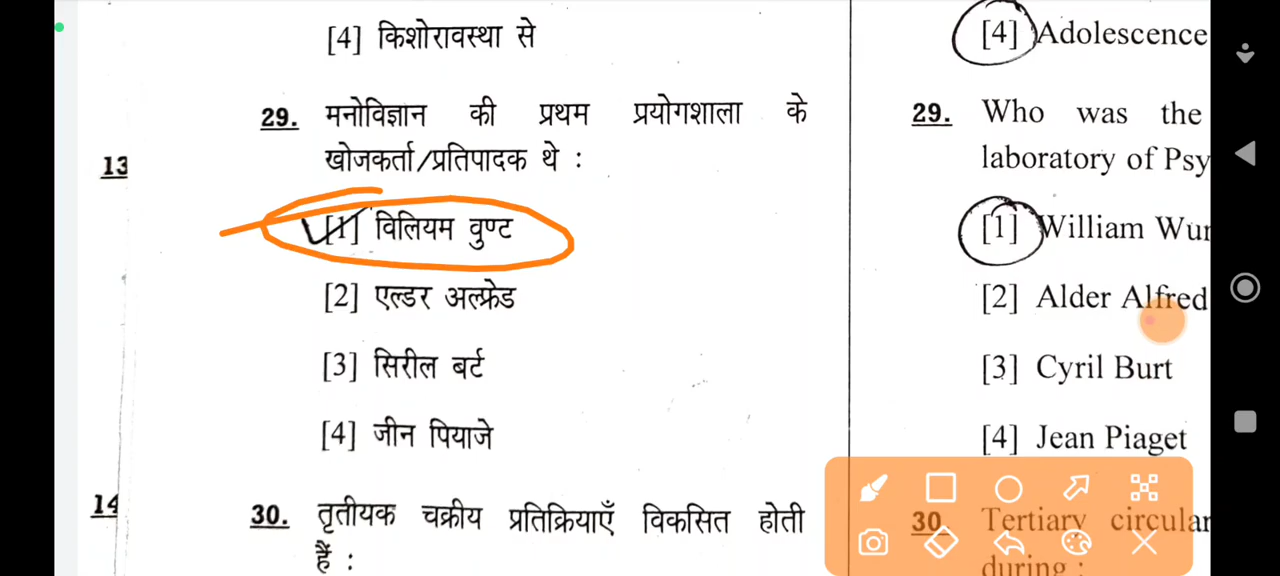 [4] किशोरावस्था से
29. मनोविज्ञान की प्रथम प्रयोगशाला के
खोजकर्ता/प्रतिपादक थे :
13
[1] विलियम वुण्ट
[2] एल्डर अल्फ्रेड
[3] सिरील बर्ट
[4] जीन पियाजे
14
30. तृतीयक चक्रीय प्रतिक्रियाएँ विकसित होती
हैं :
[4] Adolescence
29. Who was the
laboratory of Psy
[1] William Wun
[2] Alder Alfred
[3] Cyril Burt
[4] Jean Piaget
30 Tertiary circular
during :